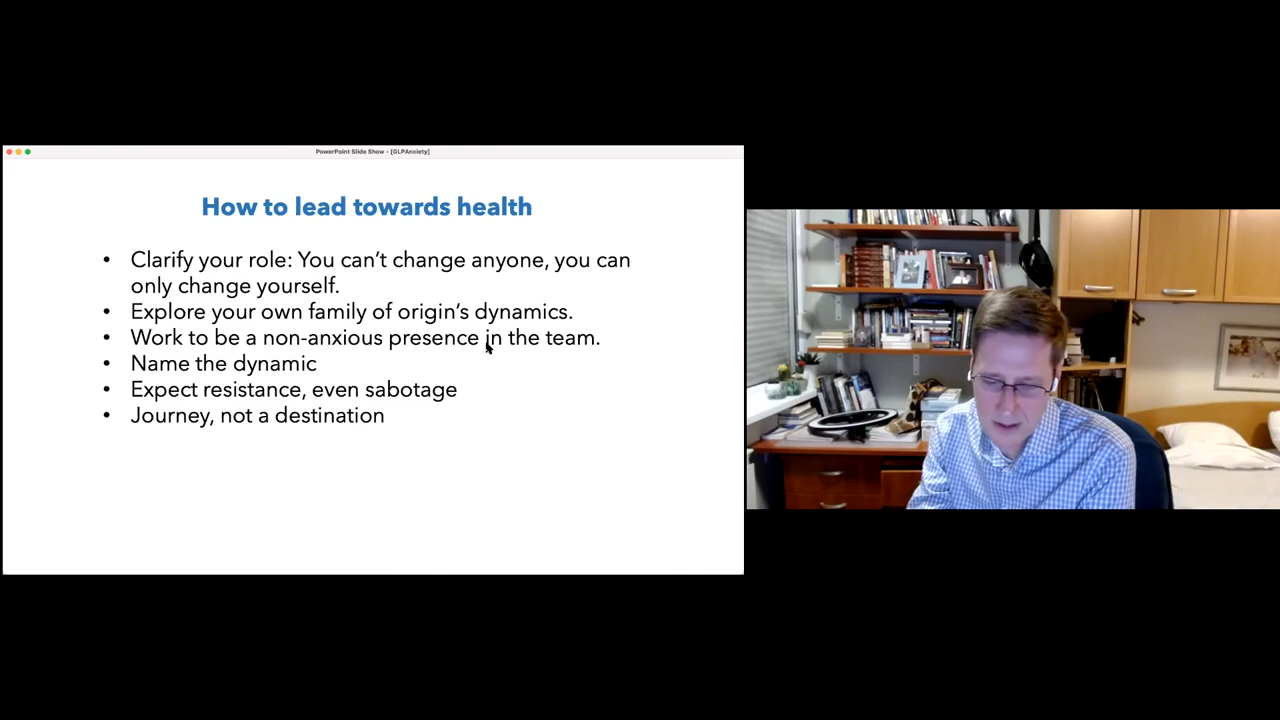 PowerPoint Slide Show - [GLPAnxiety]
How to lead towards health
• Clarify your role: You can't change anyone, you can
only change yourself.
• Explore your own family of origin's dynamics.
• Work to be a non-anxious presence in the team.
• Name the dynamic
• Expect resistance, even sabotage
• Journey, not a destination